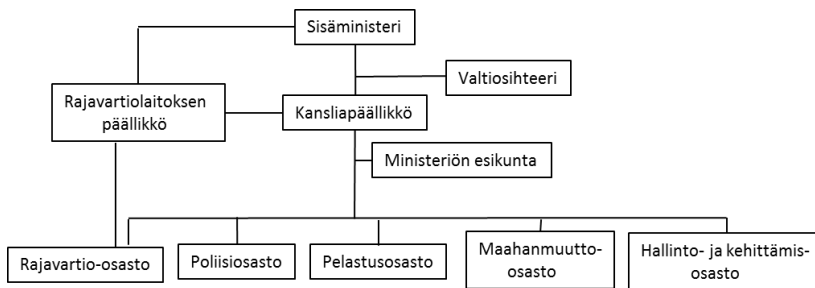 Sisäministeri
Valtiosihteeri
Rajavartiolaitoksen
päällikkö
Kansliapäällikkö
Ministeriön esikunta
Rajavartio-osasto
Poliisiosasto
Pelastusosasto
Maahanmuutto-
osasto
Hallinto- ja kehittämis-
osasto